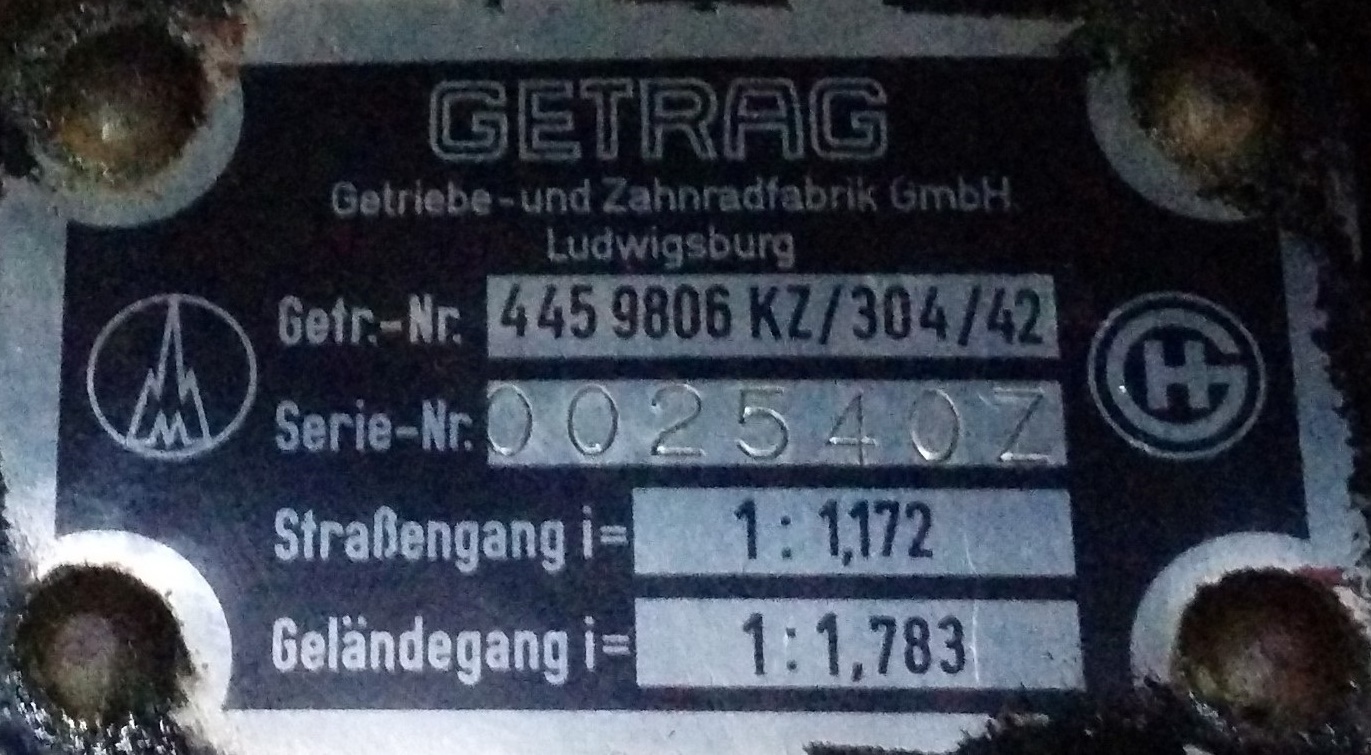 GETRAG
Getriebe-und Zahnradfabrik GmbH
Ludwigsburg
Getr.-Nr. 445 9806 KZ/304/42
Serie-Nr. 002540Z
Straßengang i= 1: 1,172
Geländegang i= 1:1,783
M
GH